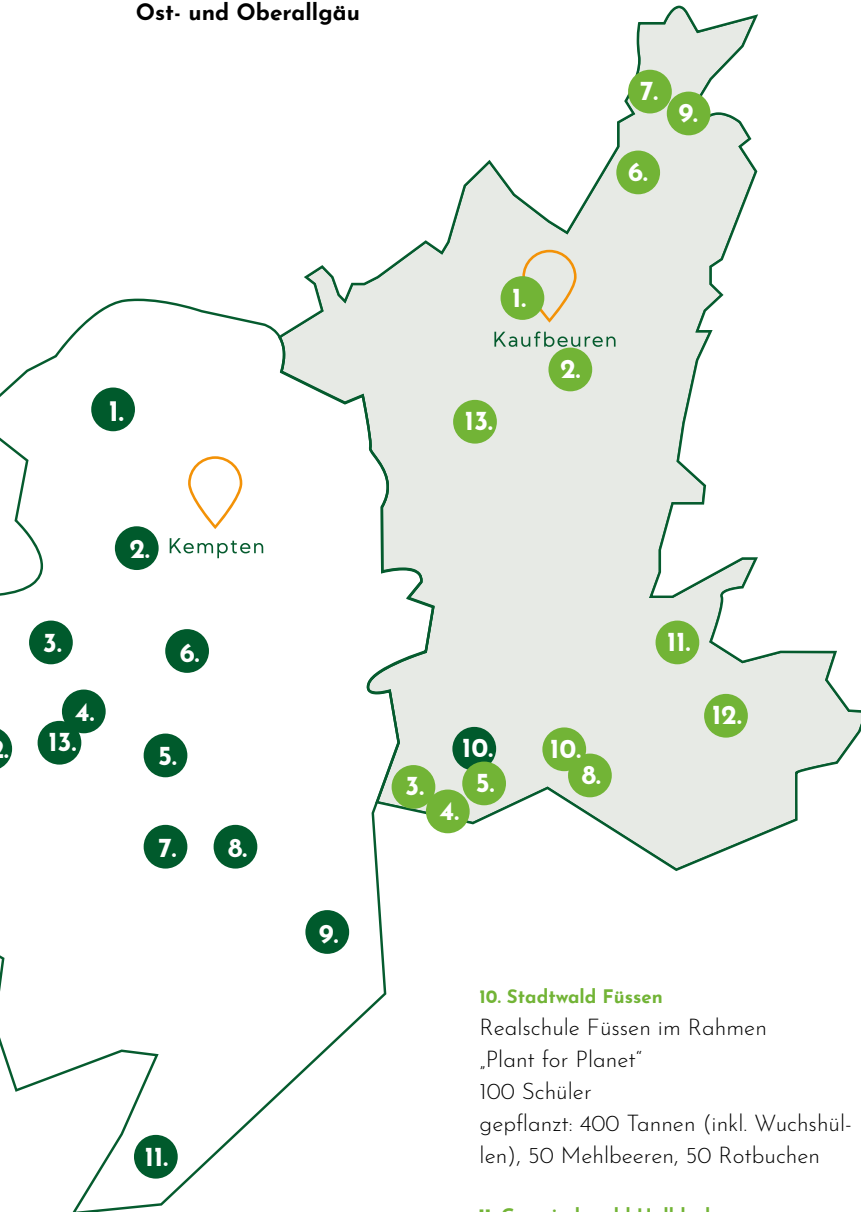 Ost- und Oberallgäu
7.
9.
6.
1.
Kaufbeuren
2.
13.
1.
Kempten
2.
3.
6.
4.
13.
5.
11.
12.
10.
10.
8.
3.
5.
4.
7.
8.
9.
11.
10. Stadtwald Füssen
Realschule Füssen im Rahmen
„Plant for Planet“
100 Schüler
gepflanzt: 400 Tannen (inkl. Wuchshül-
len), 50 Mehlbeeren, 50 Rotbuchen